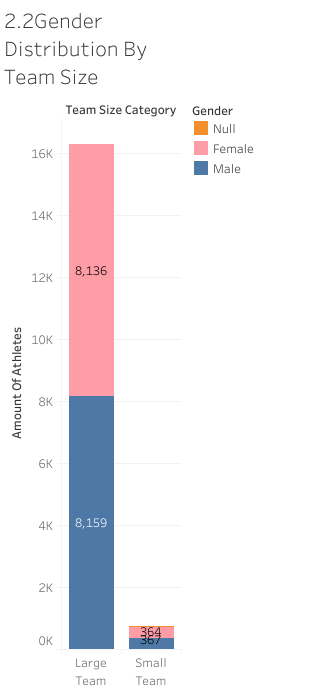 2.2Gender
Distribution By
Team Size
Team Size Category
Gender
Null
Female
Male
Amount Of Athletes
16K
14K
12K
10K
8K
6K
4K
2K
0K
8,136
8,159
364
367
Large
Team
Small
Team